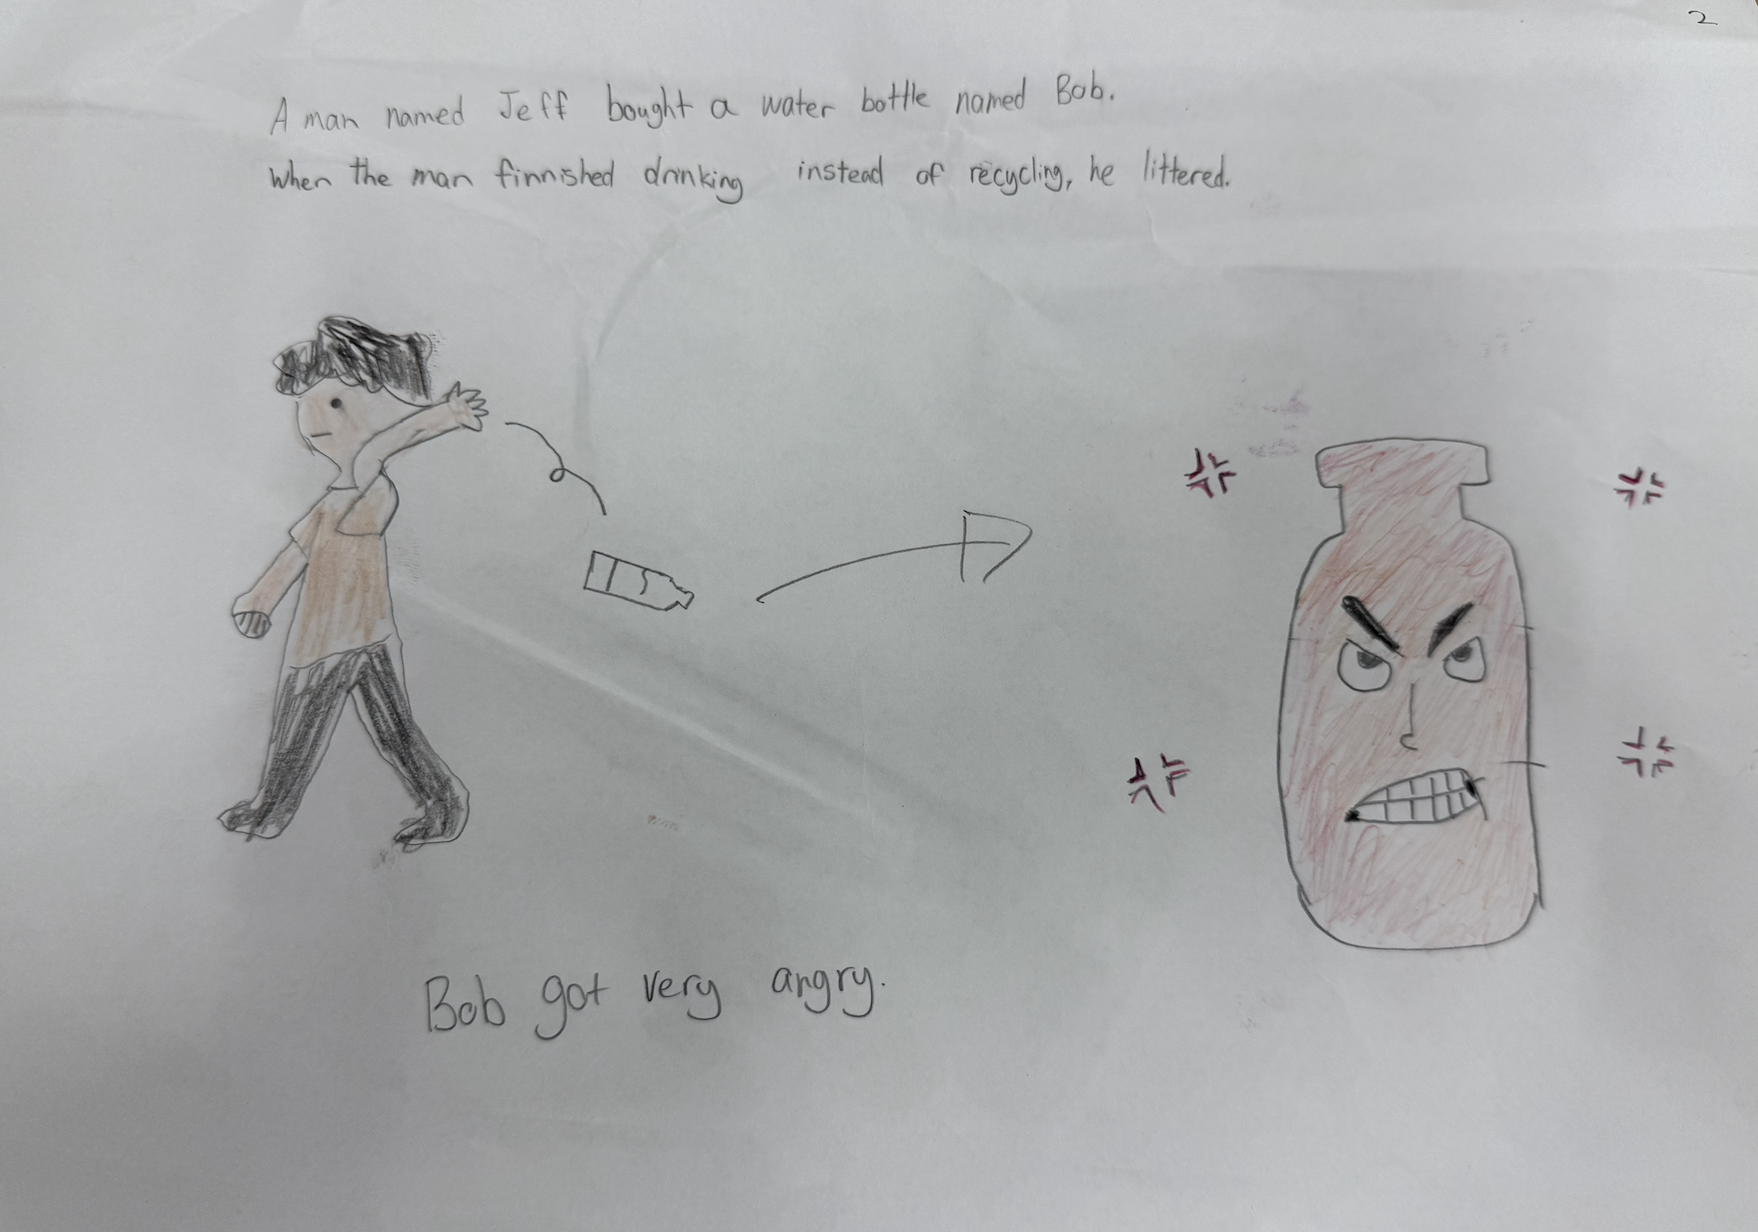 2
A man named Jeff bought a water bottle named Bob.
when the man finnished drinking instead of recycling, he littered.
Bob got very angry.